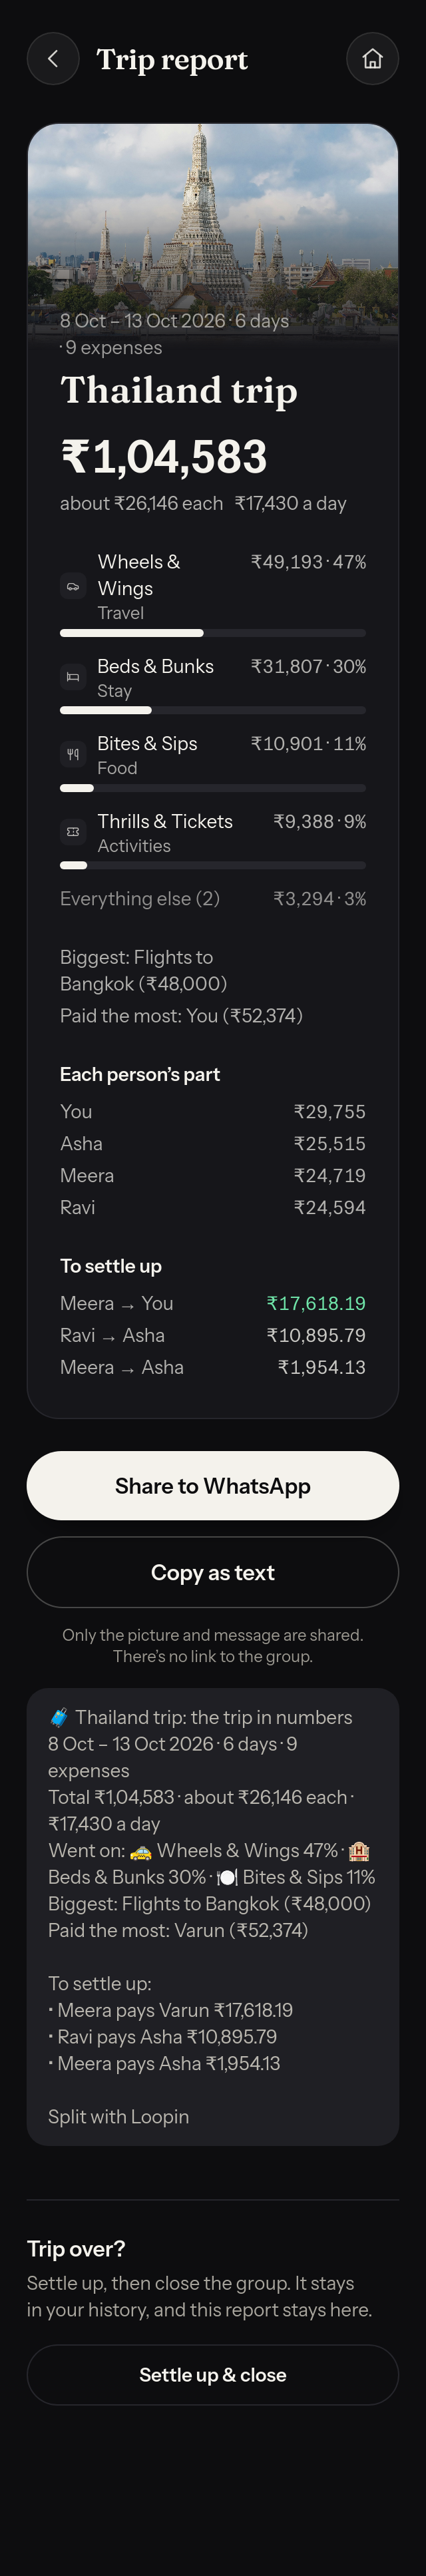 Trip report
8 Oct – 13 Oct 2026 · 6 days
· 9 expenses
Thailand trip
₹1,04,583
about ₹26,146 each ₹17,430 a day
Wheels & ₹49,193 · 47%
Wings
Travel
Beds & Bunks ₹31,807 · 30%
Stay
Bites & Sips ₹10,901 · 11%
Food
Thrills & Tickets ₹9,388 · 9%
Activities
Everything else (2) ₹3,294 · 3%
Biggest: Flights to
Bangkok (₹48,000)
Paid the most: You (₹52,374)
Each person’s part
You ₹29,755
Asha ₹25,515
Meera ₹24,719
Ravi ₹24,594
To settle up
Meera → You ₹17,618.19
Ravi → Asha ₹10,895.79
Meera → Asha ₹1,954.13
Share to WhatsApp
Copy as text
Only the picture and message are shared.
There’s no link to the group.
🧳 Thailand trip: the trip in numbers
8 Oct – 13 Oct 2026 · 6 days · 9
expenses
Total ₹1,04,583 · about ₹26,146 each ·
₹17,430 a day
Went on: 🚕 Wheels & Wings 47% · 🏨
Beds & Bunks 30% · 🍽️ Bites & Sips 11%
Biggest: Flights to Bangkok (₹48,000)
Paid the most: Varun (₹52,374)
To settle up:
• Meera pays Varun ₹17,618.19
• Ravi pays Asha ₹10,895.79
• Meera pays Asha ₹1,954.13
Split with Loopin
Trip over?
Settle up, then close the group. It stays
in your history, and this report stays here.
Settle up & close